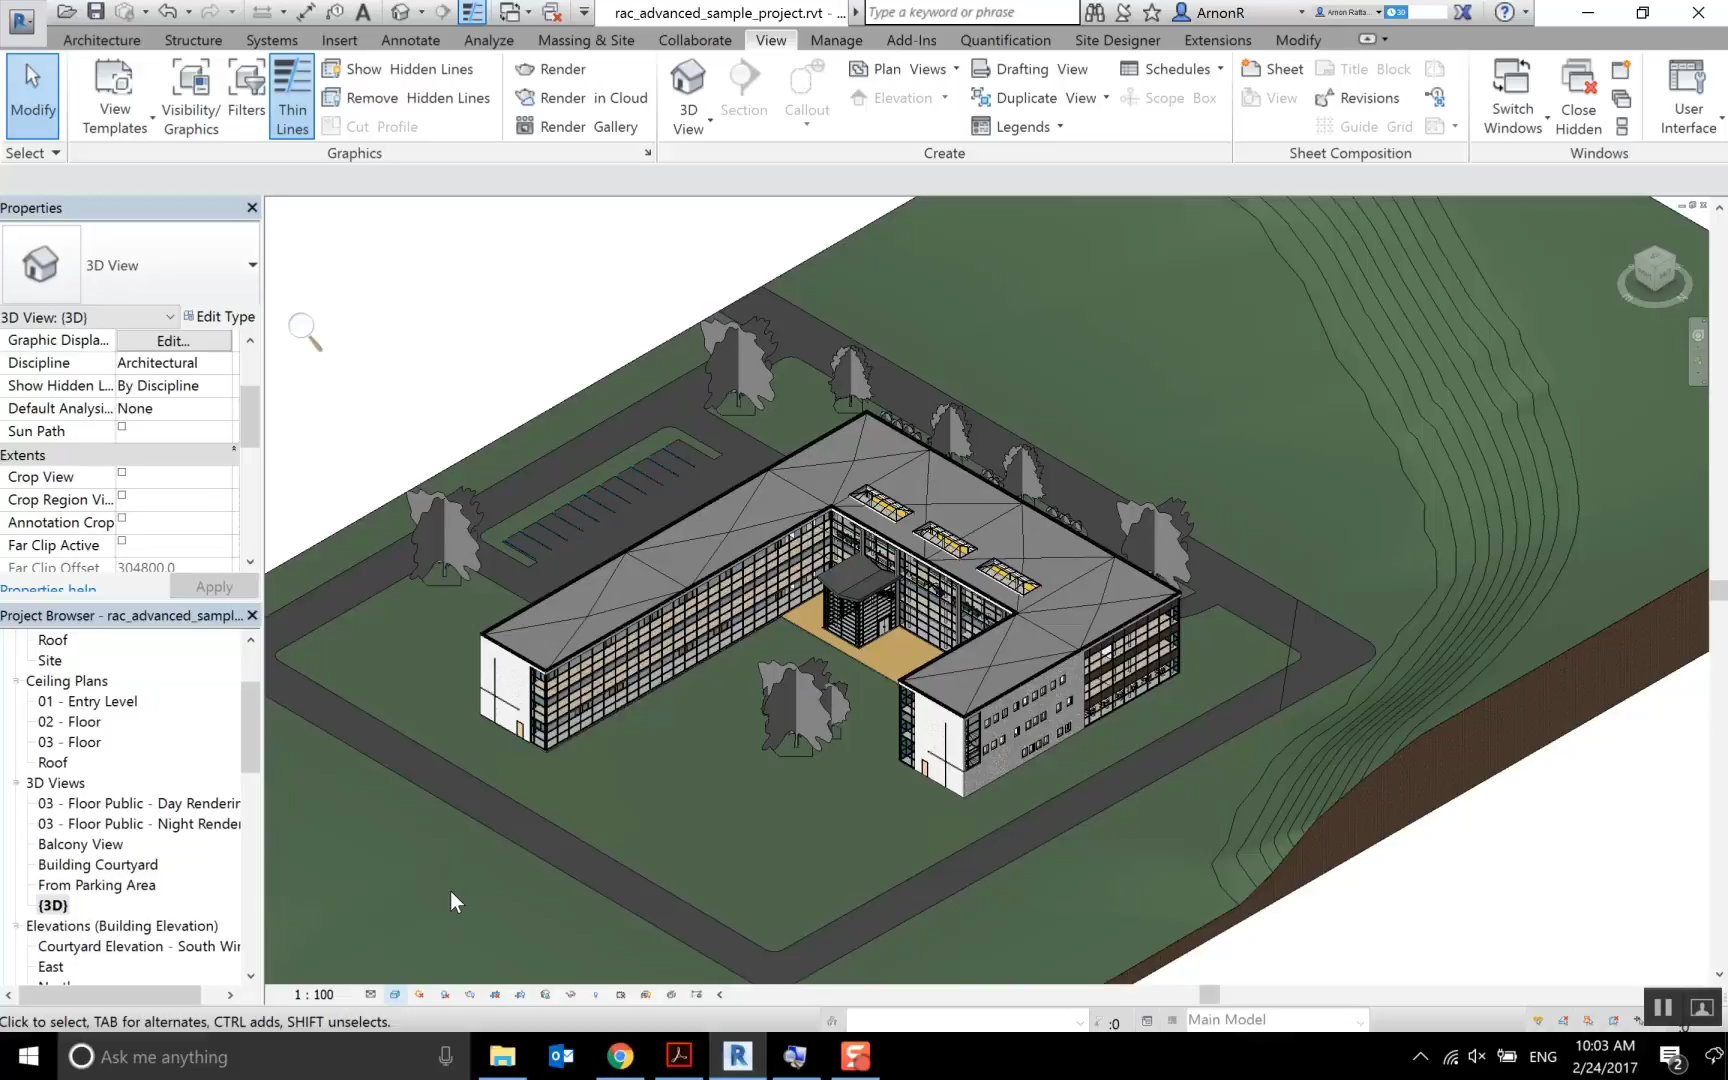 rac_advanced_sample_project.rvt - ...
Type a keyword or phrase
ArnonR
Arnon Ratta...
30
Architecture Structure Systems Insert Annotate Analyze Massing & Site Collaborate View Manage Add-Ins Quantification Site Designer Extensions Modify
Modify
View Templates
Visibility/ Graphics
Filters
Thin Lines
Show Hidden Lines
Remove Hidden Lines
Cut Profile
Render
Render in Cloud
Render Gallery
3D View
Section
Callout
Plan Views
Elevation
Drafting View
Duplicate View
Legends
Schedules
Scope Box
Sheet
View
Title Block
Revisions
Guide Grid
Switch Windows
Close Hidden
User Interface
Select
Graphics
Create
Sheet Composition
Windows
Properties
3D View
3D View: {3D}
Edit Type
Graphic Displa... Edit...
Discipline Architectural
Show Hidden L... By Discipline
Default Analysi... None
Sun Path
Extents
Crop View
Crop Region Vi...
Annotation Crop
Far Clip Active
Far Clip Offset 304800.0
Properties help Apply
Project Browser - rac_advanced_sampl...
Roof
Site
Ceiling Plans
01 - Entry Level
02 - Floor
03 - Floor
Roof
3D Views
03 - Floor Public - Day Renderin
03 - Floor Public - Night Render
Balcony View
Building Courtyard
From Parking Area
{3D}
Elevations (Building Elevation)
Courtyard Elevation - South Wir
East
1 : 100
Click to select, TAB for alternates, CTRL adds, SHIFT unselects.
:0
Main Model
:0
Ask me anything
ENG
10:03 AM
2/24/2017
2